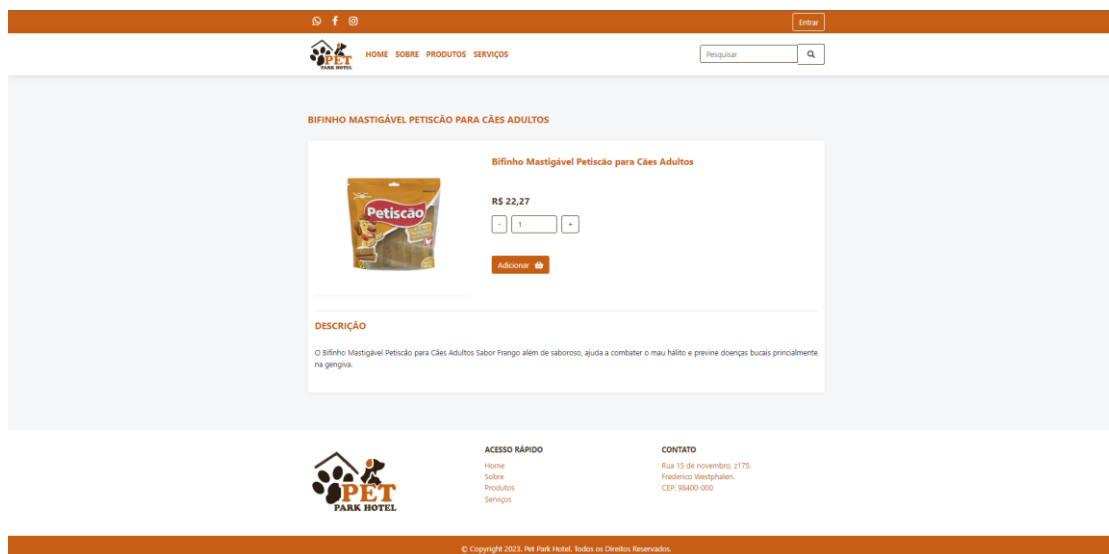 Entrar
PET
PARK HOTEL
HOME SOBRE PRODUTOS SERVIÇOS
Pesquisar
BIFINHO MASTIGÁVEL PETISCÃO PARA CÃES ADULTOS
Petiscão
Bifinho Mastigável Petiscão para Cães Adultos
R$ 22,27
- 1 +
Adicionar
DESCRIÇÃO
O Bifinho Mastigável Petiscão para Cães Adultos Sabor Frango além de saboroso, ajuda a combater o mau hálito e previne doenças bucais princialmente
na gengiva.
PET
PARK HOTEL
ACESSO RÁPIDO
Home
Sobre
Produtos
Serviços
CONTATO
Rua 15 de novembro, z175.
Frederico Westphalen.
CEP: 98400-000
© Copyright 2023. Pet Park Hotel. Todos os Direitos Reservados.